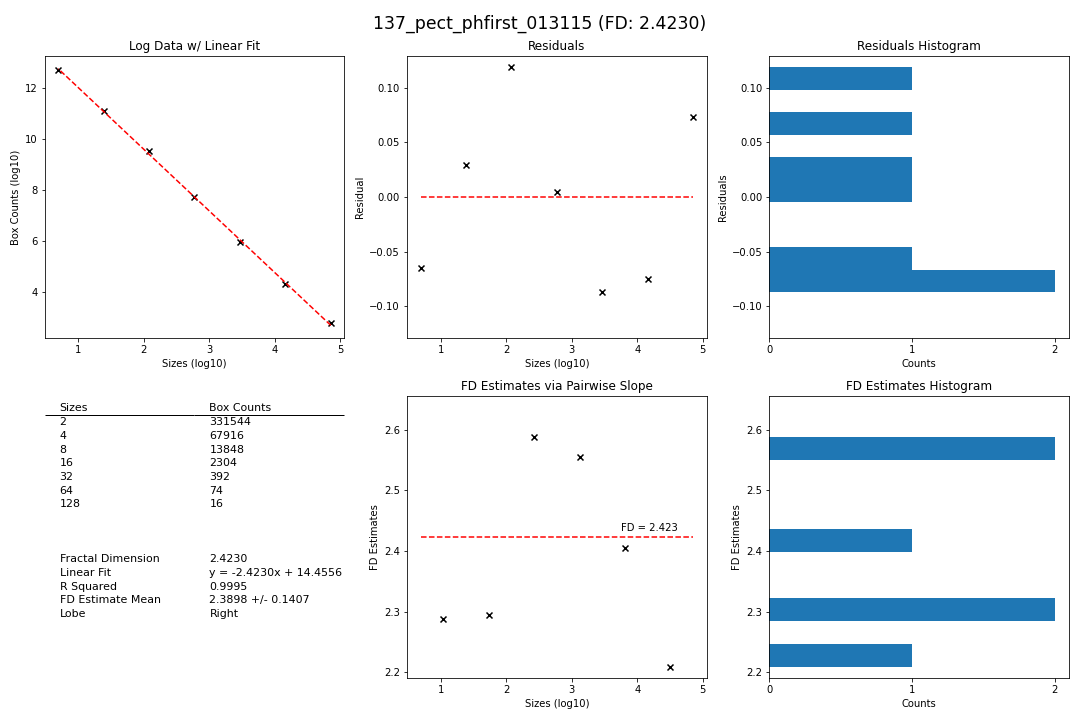 137_pect_phfirst_013115 (FD: 2.4230)
Log Data w/ Linear Fit
12
10
8
6
4
Box Counts (log10)
1 2 3 4 5
Sizes (log10)
Residuals
0.10
0.05
0.00
−0.05
−0.10
Residual
1 2 3 4 5
Sizes (log10)
Residuals Histogram
0.10
0.05
0.00
−0.05
−0.10
Residuals
0 1 2
Counts
Sizes Box Counts
2 331544
4 67916
8 13848
16 2304
32 392
64 74
128 16
Fractal Dimension 2.4230
Linear Fit y = -2.4230x + 14.4556
R Squared 0.9995
FD Estimate Mean 2.3898 +/- 0.1407
Lobe Right
FD Estimates via Pairwise Slope
2.6
2.5
2.4
2.3
2.2
FD Estimates
FD = 2.423
1 2 3 4 5
Sizes (log10)
FD Estimates Histogram
2.6
2.5
2.4
2.3
2.2
FD Estimates
0 1 2
Counts